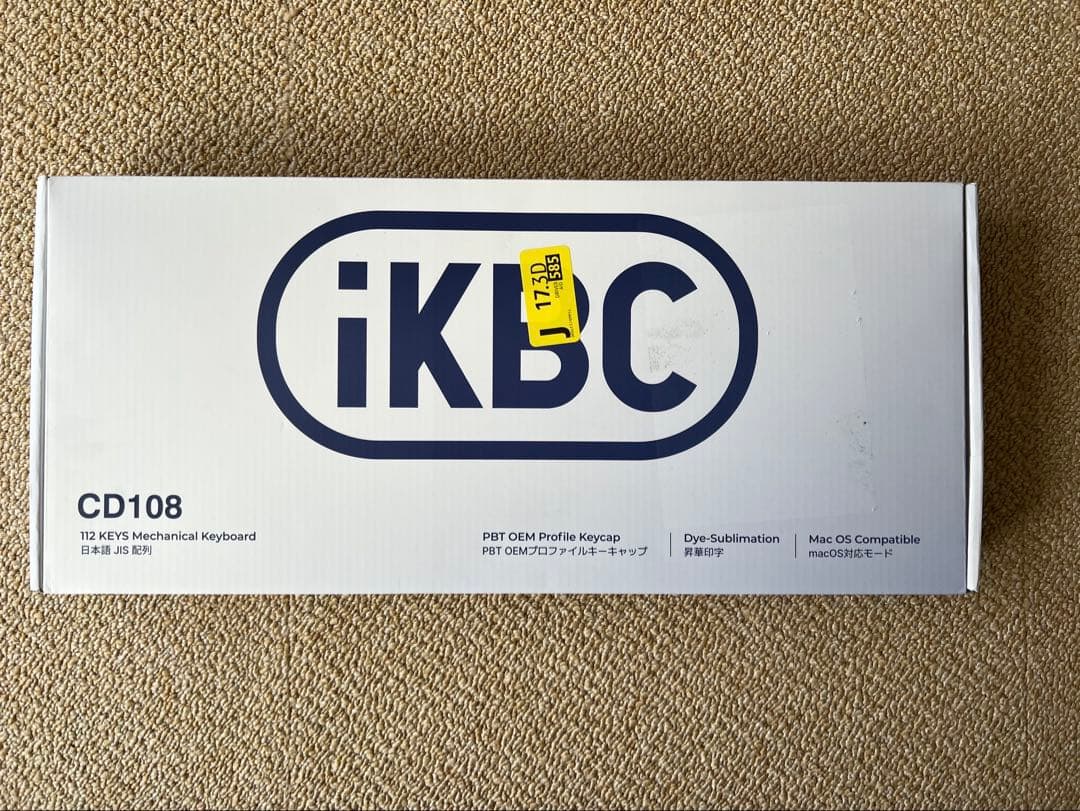 iKBC
J 17.3D
585
CD108
112 KEYS Mechanical Keyboard
日本語 JIS 配列
PBT OEM Profile Keycap
PBT OEMプロファイルキーキャップ
Dye-Sublimation
昇華印字
Mac OS Compatible
macOS対応モード